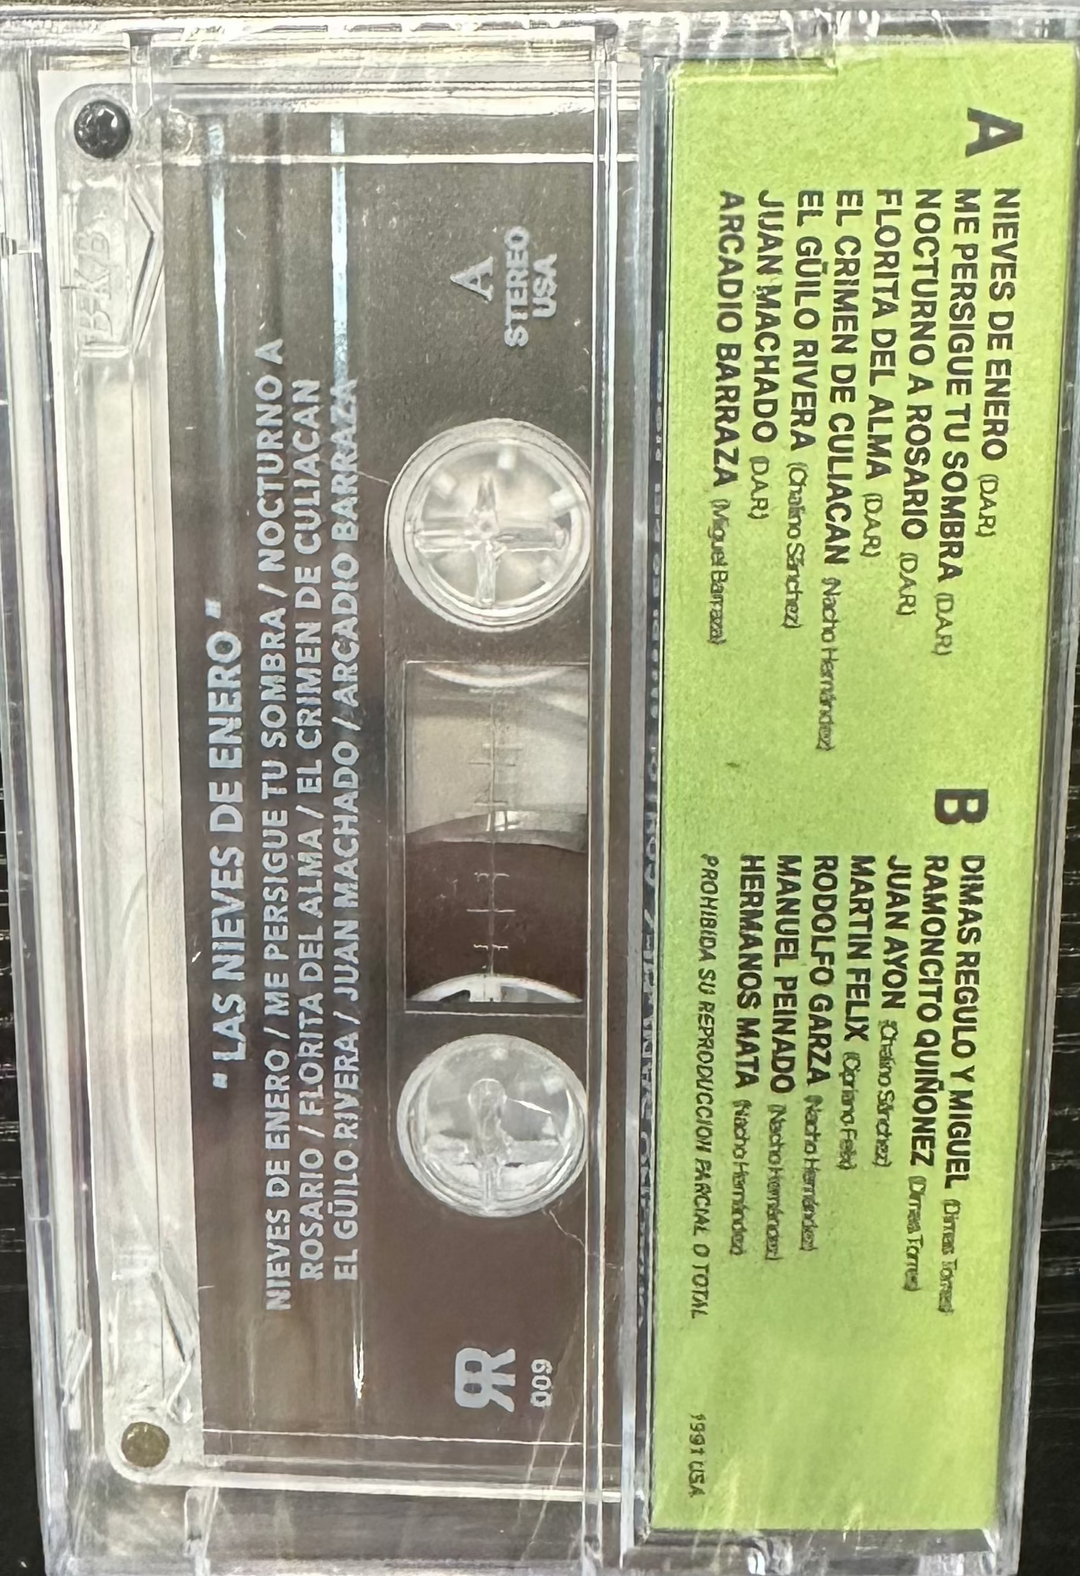 A
NIEVES DE ENERO (D.A.R.)
ME PERSIGUE TU SOMBRA (D.A.R.)
NOCTURNO A ROSARIO (D.A.R.)
FLORITA DEL ALMA (D.A.R.)
EL CRIMEN DE CULIACAN (Nacho Hernández)
EL GÜILO RIVERA (Chalino Sánchez)
JUAN MACHADO (D.A.R.)
ARCADIO BARRAZA (Miguel Barraza)
B
DIMAS REGULO Y MIGUEL (Dimas Torres)
RAMONCITO QUIÑONEZ (Dimas Torres)
JUAN AYON (Chalino Sánchez)
MARTIN FELIX (Cipriano Felix)
RODOLFO GARZA (Nacho Hernández)
MANUEL PEINADO (Nacho Hernández)
HERMANOS MATA (Nacho Hernández)
PROHIBIDA SU REPRODUCCION PARCIAL O TOTAL
1991 USA
USA
STEREO
A
RR
009
"LAS NIEVES DE ENERO"
NIEVES DE ENERO / ME PERSIGUE TU SOMBRA / NOCTURNO A
ROSARIO / FLORITA DEL ALMA / EL CRIMEN DE CULIACAN
EL GÜILO RIVERA / JUAN MACHADO / ARCADIO BARRAZA